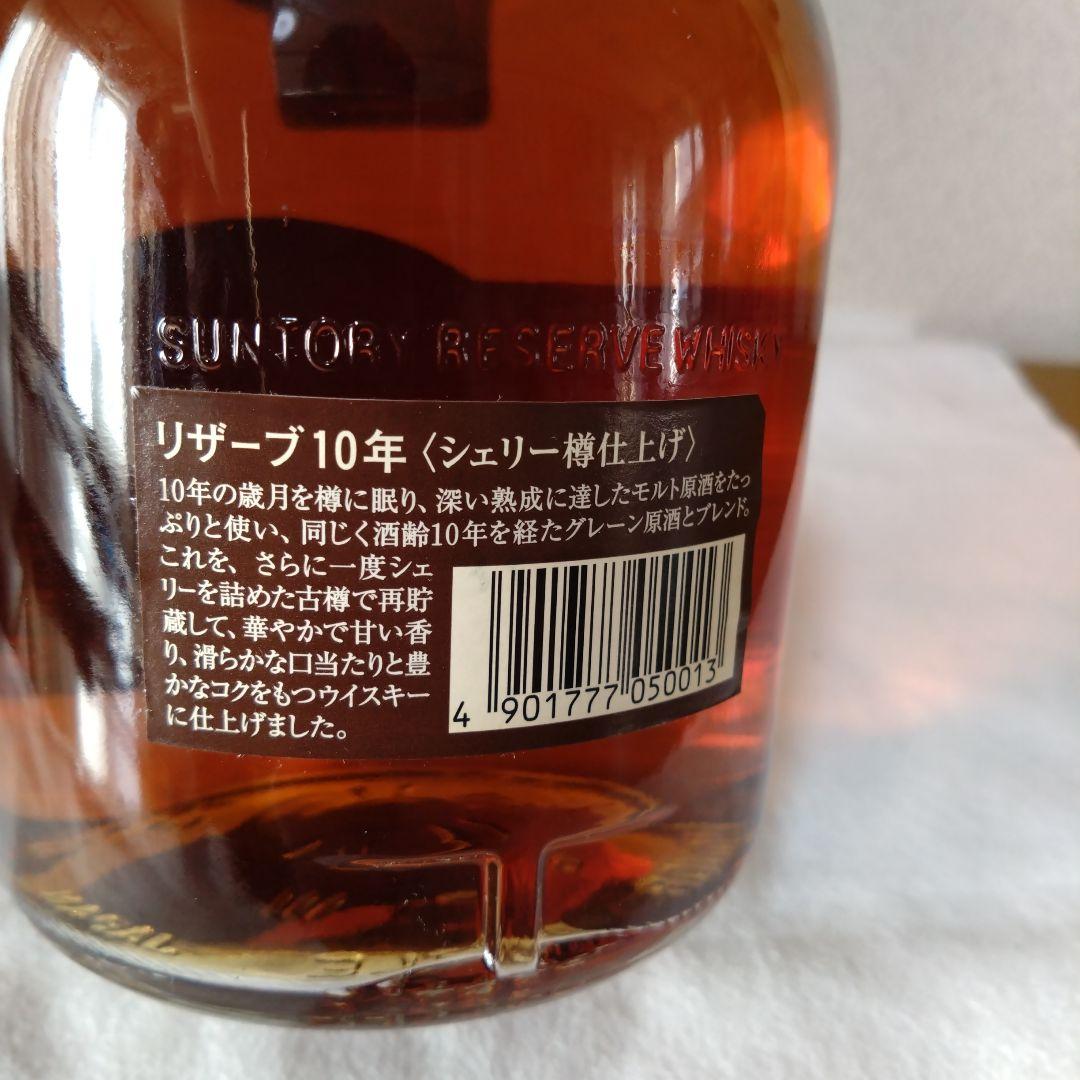 SUNTORY RESERVE WHISKY
リザーブ10年〈シェリー樽仕上げ〉
10年の歳月を樽に眠り、深い熟成に達したモルト原酒をたっ
ぷりと使い、同じく酒齢10年を経たグレーン原酒とブレンド。
これを、さらに一度シェ
リーを詰めた古樽で再貯
蔵して、華やかで甘い香
り、滑らかな口当たりと豊
かなコクをもつウイスキー
に仕上げました。
4 901777 050013